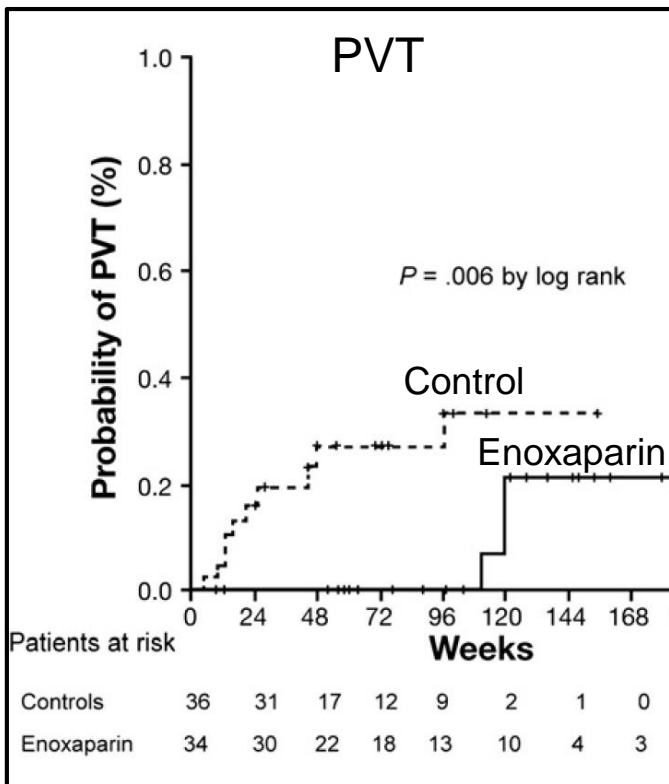 PVT
Probability of PVT (%)
1.0
0.8
0.6
0.4
0.2
0.0
P = .006 by log rank
Control
Enoxaparin
0 24 48 72 96 120 144 168
Weeks
Patients at risk
Controls 36 31 17 12 9 2 1 0
Enoxaparin 34 30 22 18 13 10 4 3